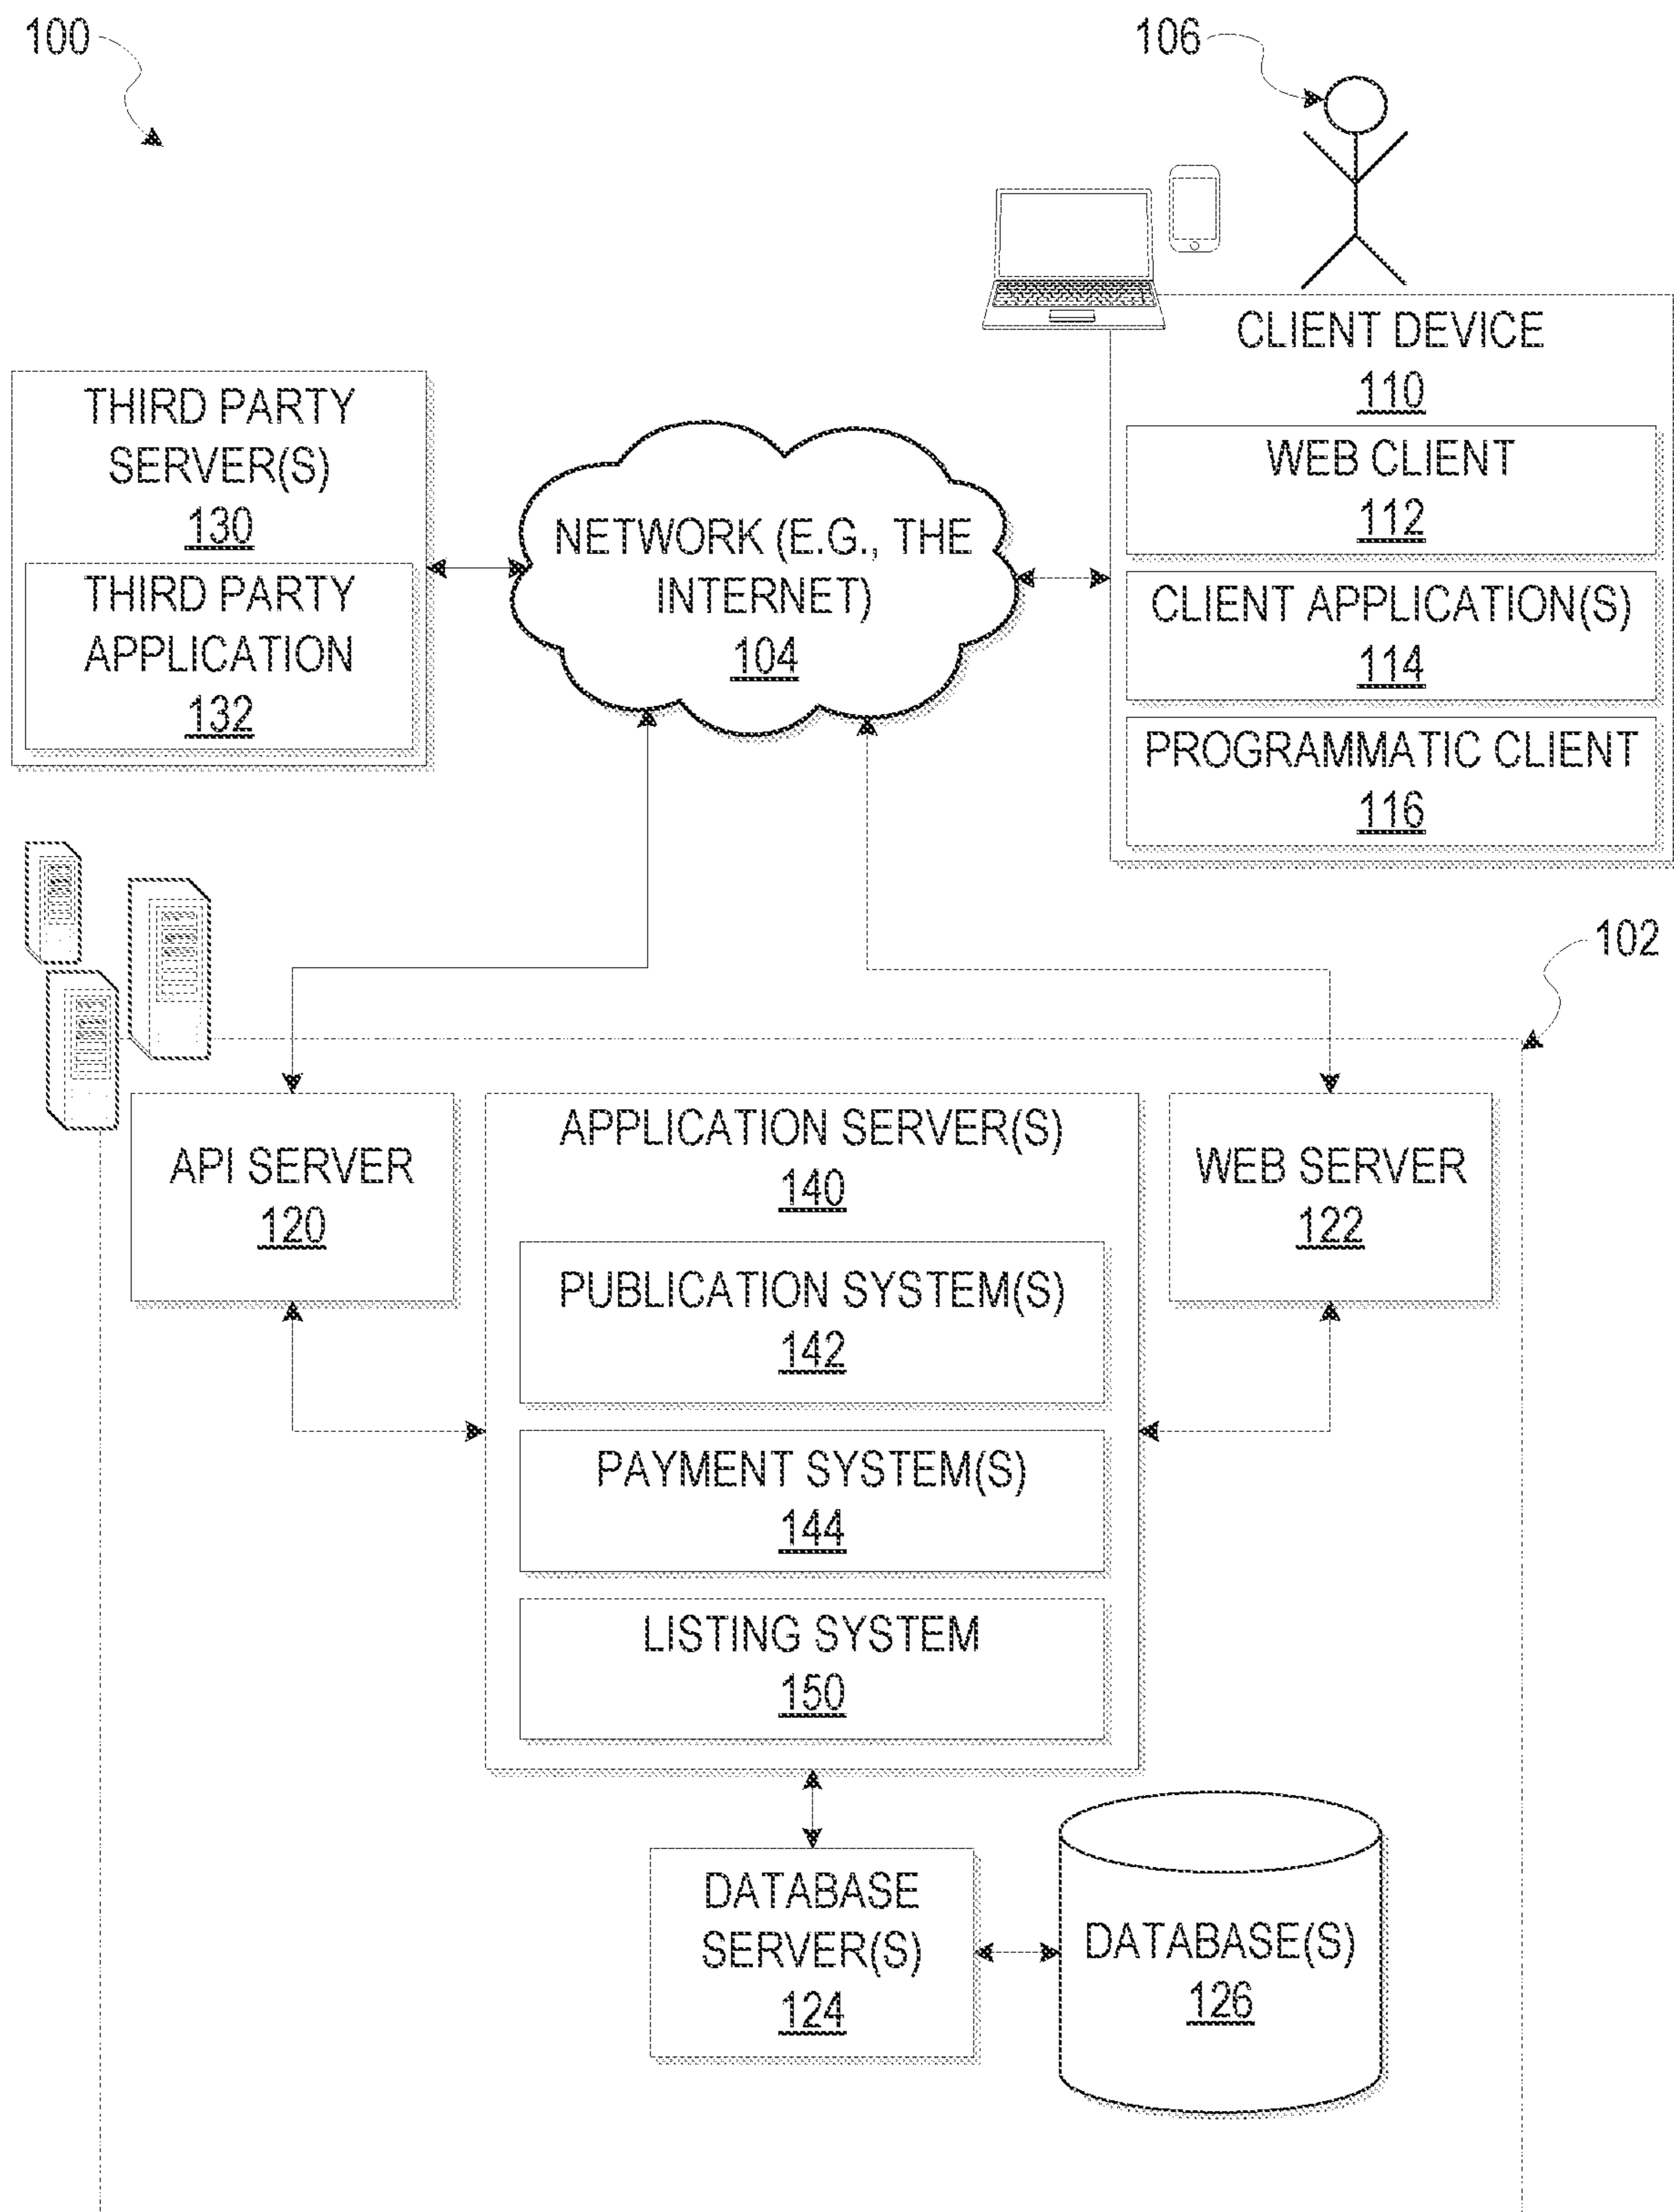 100
106
CLIENT DEVICE
110
WEB CLIENT
112
CLIENT APPLICATION(S)
114
PROGRAMMATIC CLIENT
116
THIRD PARTY
SERVER(S)
130
THIRD PARTY
APPLICATION
132
NETWORK (E.G., THE
INTERNET)
104
102
API SERVER
120
APPLICATION SERVER(S)
140
PUBLICATION SYSTEM(S)
142
PAYMENT SYSTEM(S)
144
LISTING SYSTEM
150
WEB SERVER
122
DATABASE
SERVER(S)
124
DATABASE(S)
126